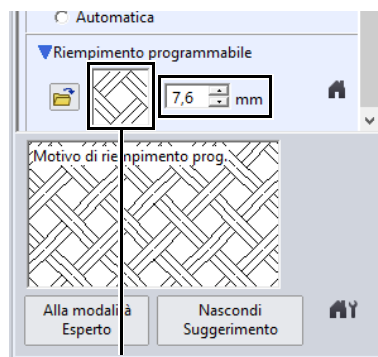 Automatica
Riempimento programmabile
7,6 mm
Motivo di riempimento prog.
Alla modalità Esperto
Nascondi Suggerimento